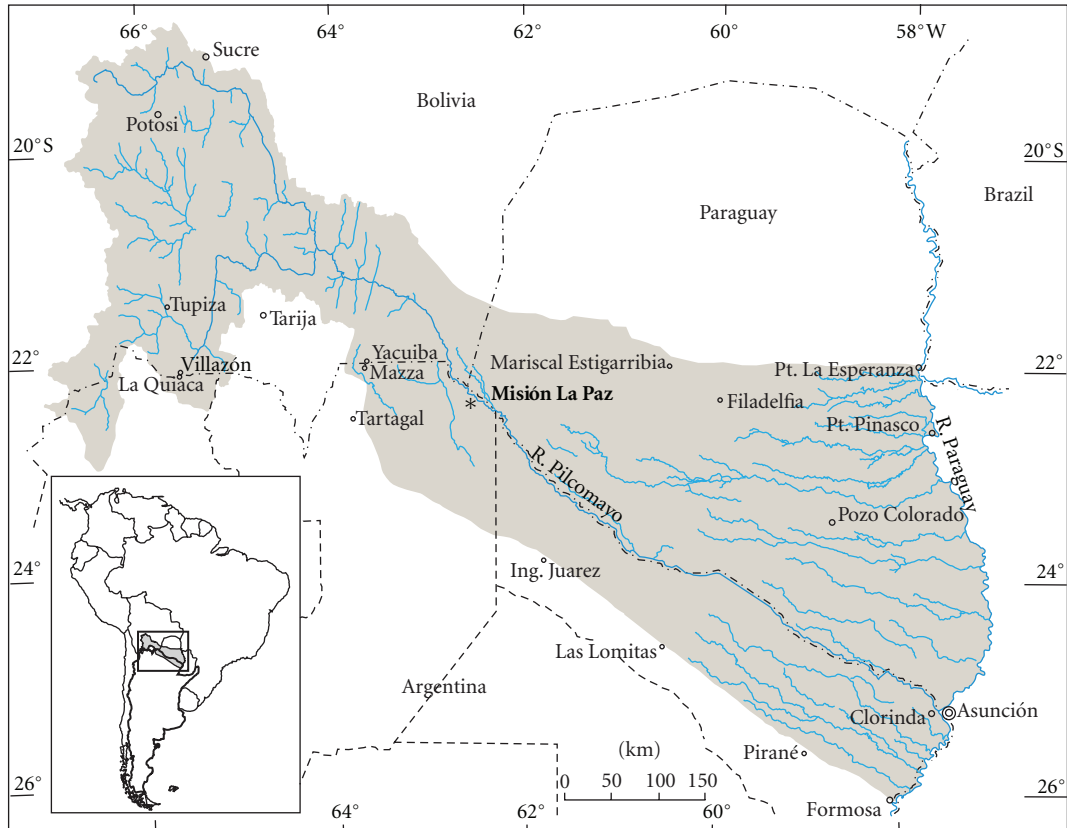 66°
64°
62°
60°
58° W
Sucre
Bolivia
Potosi
20°S
20°S
Brazil
Paraguay
Tupiza
Tarija
22°
Yacuiba
Mariscal Estigarribia
22°
Villazón
Mazza
Pt. La Esperanza
La Quiaca
Misión La Paz
Filadelfia
*
Tartagal
Pt. Pinasco
R. Paraguay
R. Pilcomayo
Pozo Colorado
24°
Ing. Juarez
24°
Las Lomitas
Argentina
Clorinda
Asunción
(km)
Pirané
0 50 100 150
26°
Formosa
26°
64°
62°
60°